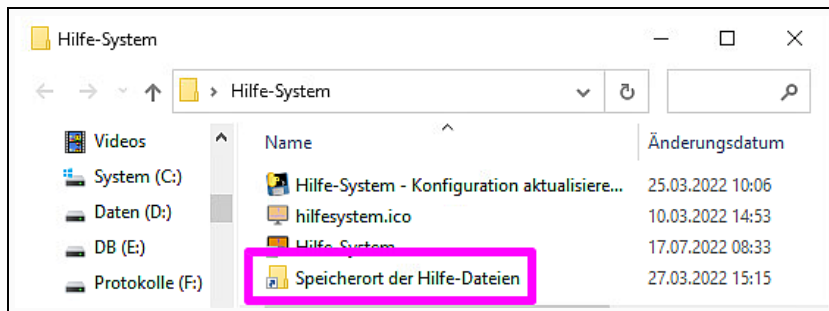 Hilfe-System
Hilfe-System
Videos
Name
Änderungsdatum
System (C:)
Hilfe-System - Konfiguration aktualisiere... 25.03.2022 10:06
Daten (D:)
hilfesystem.ico 10.03.2022 14:53
DB (E:)
Hilfe-System 17.07.2022 08:33
Protokolle (F:)
Speicherort der Hilfe-Dateien 27.03.2022 15:15